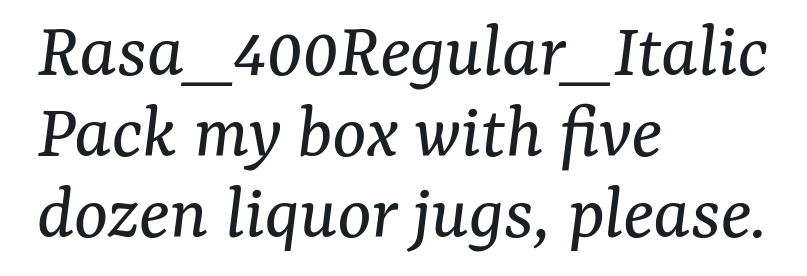 Rasa_400Regular_Italic
Pack my box with five
dozen liquor jugs, please.